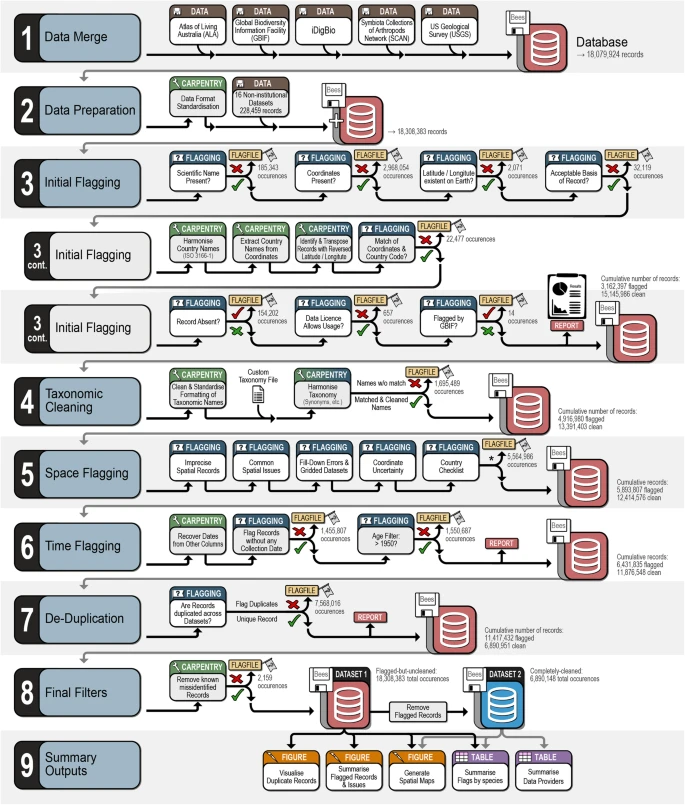 1
Data Merge
DATA
Atlas of Living
Australia (ALA)
DATA
Global Biodiversity
Information Facility
(GBIF)
DATA
iDigBio
DATA
Symbiota Collections
of Arthropods
Network (SCAN)
DATA
US Geological
Survey (USGS)
Bees
Database
→ 18,079,924 records
2
Data Preparation
CARPENTRY
Data Format
Standardisation
DATA
16 Non-institutional
Datasets
228,459 records
Bees
→ 18,308,383 records
3
Initial Flagging
? FLAGGING
Scientific Name
Present?
FLAGFILE
185,343
occurences
? FLAGGING
Coordinates
Present?
FLAGFILE
2,968,054
occurences
? FLAGGING
Latitude / Longitute
existent on Earth?
FLAGFILE
2,071
occurences
? FLAGGING
Acceptable Basis
of Record?
FLAGFILE
32,119
occurences
3
cont.
Initial Flagging
CARPENTRY
Harmonise
Country Names
(ISO 3166-1)
CARPENTRY
Extract Country
Names from
Coordinates
CARPENTRY
Identify & Transpose
Records with Reversed
Latitude / Longitute
? FLAGGING
Match of
Coordinates &
Country Code?
FLAGFILE
22,477 occurences
3
cont.
Initial Flagging
? FLAGGING
Record Absent?
FLAGFILE
154,202
occurences
? FLAGGING
Data Licence
Allows Usage?
FLAGFILE
657
occurences
? FLAGGING
Flagged by
GBIF?
FLAGFILE
14
occurences
Results
REPORT
Cumulative number of records:
3,162,397 flagged
15,145,986 clean
Bees
4
Taxonomic
Cleaning
CARPENTRY
Clean & Standardise
Formatting of
Taxonomic Names
Custom
Taxonomy File
CARPENTRY
Harmonise
Taxonomy
(Synonyms, etc.)
Names w/o match
Matched & Cleaned
Names
FLAGFILE
1,695,489
occurences
Bees
Cumulative number of records:
4,916,980 flagged
13,391,403 clean
5
Space Flagging
? FLAGGING
Imprecise
Spatial Records
? FLAGGING
Common
Spatial Issues
? FLAGGING
Fill-Down Errors &
Gridded Datasets
? FLAGGING
Coordinate
Uncertainty
? FLAGGING
Country
Checklist
*
FLAGFILE
5,564,986
occurences
Bees
Cumulative number of records:
5,893,807 flagged
12,414,576 clean
6
Time Flagging
CARPENTRY
Recover Dates
from Other Columns
? FLAGGING
Flag Records
without any
Collection Date
FLAGFILE
1,455,807
occurences
? FLAGGING
Age Filter:
> 1950?
FLAGFILE
1,550,687
occurences
REPORT
Bees
Cumulative number of records:
6,431,835 flagged
11,876,548 clean
7
De-Duplication
? FLAGGING
Are Records
duplicated across
Datasets?
Flag Duplicates
Unique Record
FLAGFILE
7,568,016
occurences
REPORT
Bees
Cumulative number of records:
11,417,432 flagged
6,890,951 clean
8
Final Filters
CARPENTRY
Remove known
missidentified
Records
FLAGFILE
2,159
occurences
Bees
DATASET 1
Flagged-but-uncleaned:
18,308,383 total occurences
Remove
Flagged Records
Bees
DATASET 2
Completely-cleaned:
6,890,148 total occurences
9
Summary
Outputs
FIGURE
Visualise
Duplicate Records
FIGURE
Summarise
Flagged Records
& Issues
FIGURE
Generate
Spatial Maps
TABLE
Summarise
Flags by species
TABLE
Summarise
Data Providers